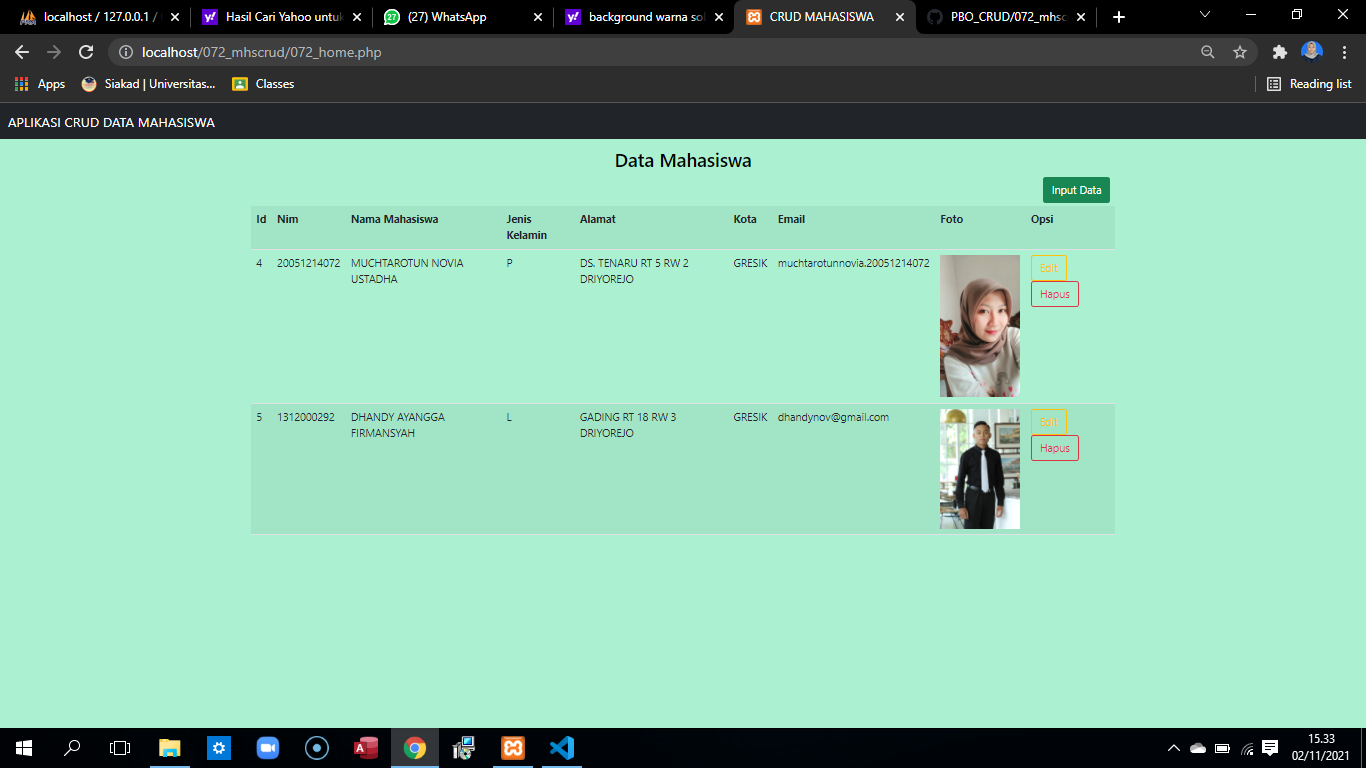 localhost / 127.0.0.1 /
Hasil Cari Yahoo untuk
(27) WhatsApp
background warna sol
CRUD MAHASISWA
PBO_CRUD/072_mhsc
localhost/072_mhscrud/072_home.php
Apps
Siakad | Universitas...
Classes
Reading list
APLIKASI CRUD DATA MAHASISWA
Data Mahasiswa
Input Data
Id Nim Nama Mahasiswa Jenis Kelamin Alamat Kota Email Foto Opsi
4 20051214072 MUCHTAROTUN NOVIA USTADHA P DS. TENARU RT 5 RW 2 DRIYOREJO GRESIK muchtarotunnovia.20051214072
Edit
Hapus
5 1312000292 DHANDY AYANGGA FIRMANSYAH L GADING RT 18 RW 3 DRIYOREJO GRESIK dhandynov@gmail.com
Edit
Hapus
15.33
02/11/2021